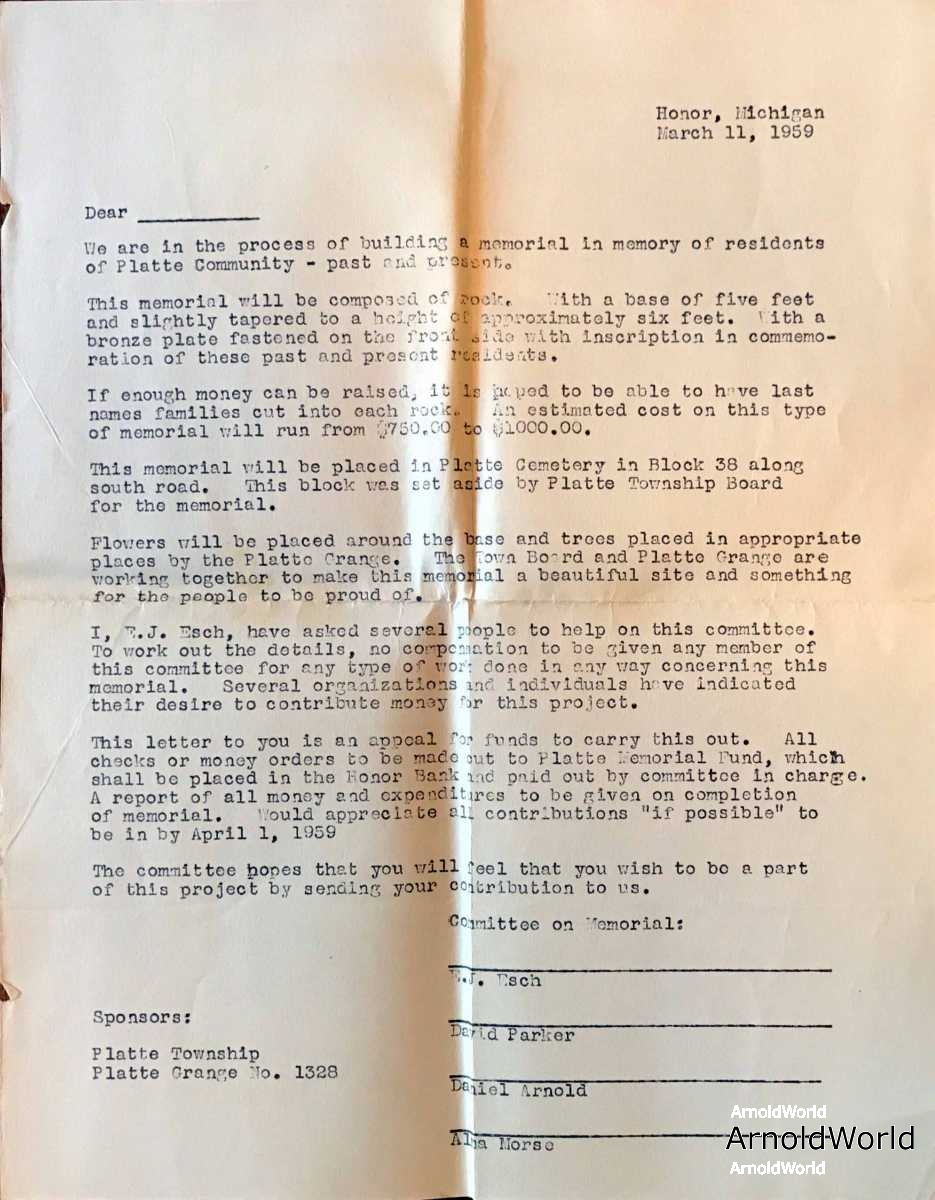 Honor, Michigan
March 11, 1959
Dear ___________
We are in the process of building a memorial in memory of residents
of Platte Community - past and present.
This memorial will be composed of rock. With a base of five feet
and slightly tapered to a height of approximately six feet. With a
bronze plate fastened on the front side with inscription in commemo-
ration of these past and present residents.
If enough money can be raised, it is hoped to be able to have last
names families cut into each rock. An estimated cost on this type
of memorial will run from $750.00 to $1000.00.
This memorial will be placed in Platte Cemetery in Block 38 along
south road. This block was set aside by Platte Township Board
for the memorial.
Flowers will be placed around the base and trees placed in appropriate
places by the Platte Grange. The Town Board and Platte Grange are
working together to make this memorial a beautiful site and something
for the people to be proud of.
I, E.J. Esch, have asked several people to help on this committee.
To work out the details, no compensation to be given any member of
this committee for any type of work done in any way concerning this
memorial. Several organizations and individuals have indicated
their desire to contribute money for this project.
This letter to you is an appeal for funds to carry this out. All
checks or money orders to be made out to Platte Memorial Fund, which
shall be placed in the Honor Bank and paid out by committee in charge.
A report of all money and expenditures to be given on completion
of memorial. Would appreciate all contributions "if possible" to
be in by April 1, 1959
The committee hopes that you will feel that you wish to be a part
of this project by sending your contribution to us.
Committee on Memorial:
E.J. Esch
Sponsors:
David Parker
Platte Township
Platte Grange No. 1328
Daniel Arnold
ArnoldWorld
ArnoldWorld
Morse
ArnoldWorld